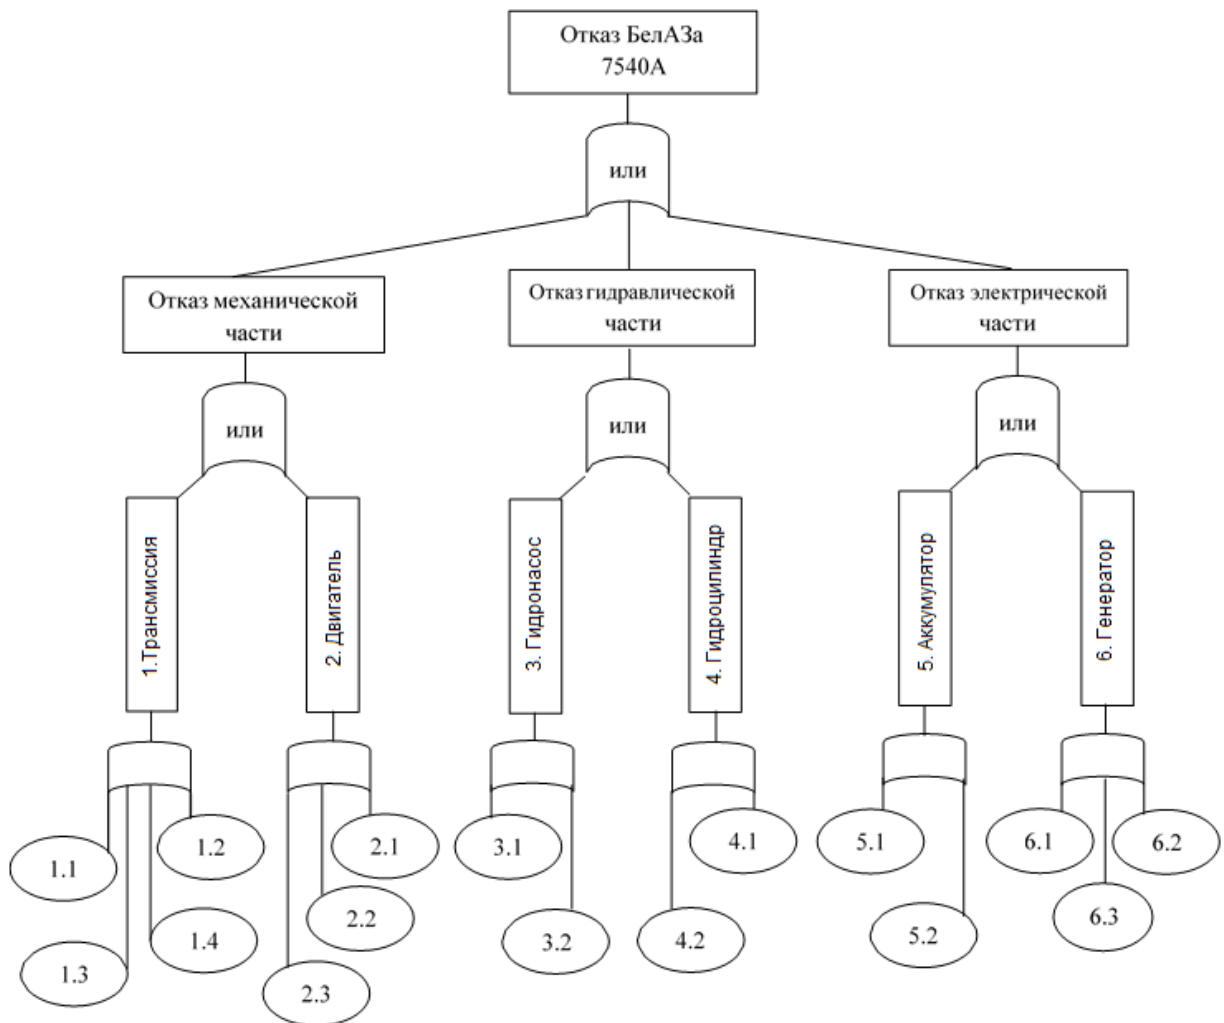 Отказ БелАЗа
7540А
или
Отказ механической
части
Отказ гидравлической
части
Отказ электрической
части
или
или
или
1.Трансмиссия
2. Двигатель
3. Гидронасос
4. Гидроцилиндр
5. Аккумулятор
6. Генератор
1.1
1.2
1.3
1.4
2.1
2.2
2.3
3.1
3.2
4.1
4.2
5.1
5.2
6.1
6.2
6.3